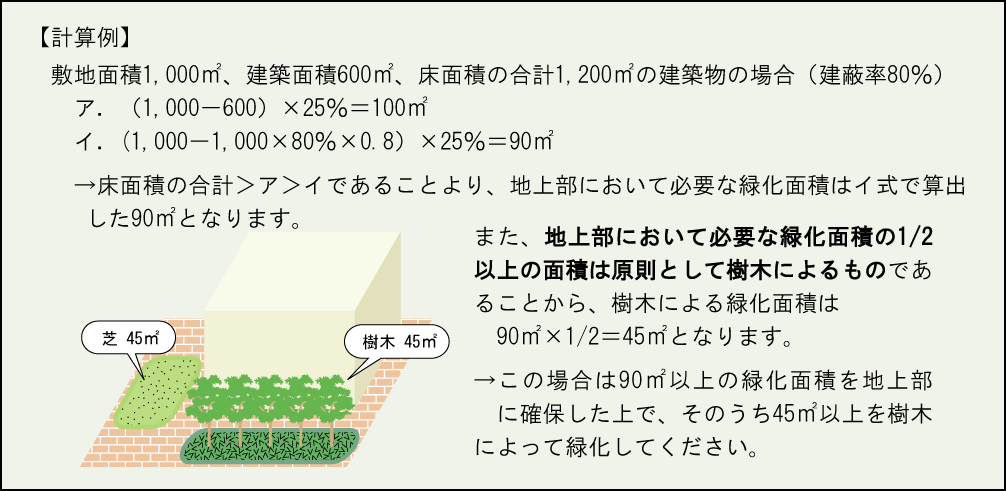 【計算例】
敷地面積1,000㎡、建築面積600㎡、床面積の合計1,200㎡の建築物の場合（建蔽率80％）
ア．（1,000－600）×25％＝100㎡
イ．（1,000－1,000×80％×0.8）×25％＝90㎡
→床面積の合計＞ア＞イであることより、地上部において必要な緑化面積はイ式で算出
した90㎡となります。
また、地上部において必要な緑化面積の1/2
以上の面積は原則として樹木によるものであ
ることから、樹木による緑化面積は
90㎡×1/2＝45㎡となります。
→この場合は90㎡以上の緑化面積を地上部
に確保した上で、そのうち45㎡以上を樹木
によって緑化してください。
芝 45㎡
樹木 45㎡